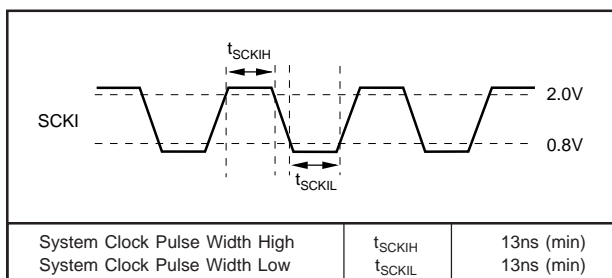 tSCKIH
SCKI
2.0V
0.8V
tSCKIL
System Clock Pulse Width High tSCKIH 13ns (min)
System Clock Pulse Width Low tSCKIL 13ns (min)